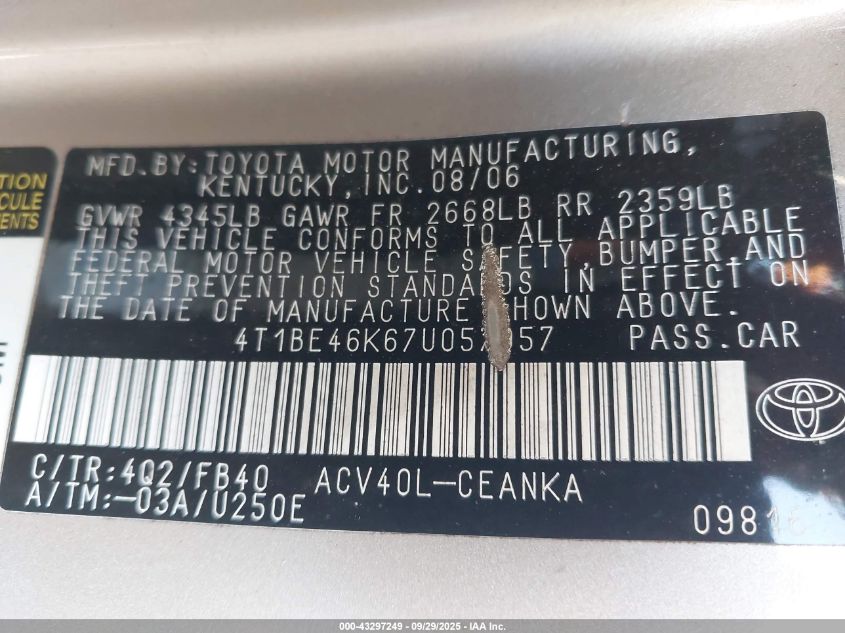 TION
CULE
MENTS
MFD.BY:TOYOTA MOTOR MANUFACTURING,
KENTUCKY,INC.08/06
GVWR 4345LB GAWR FR 2668LB RR 2359LB
THIS VEHICLE CONFORMS TO ALL APPLICABLE
FEDERAL MOTOR VEHICLE SAFETY,BUMPER,AND
THEFT PREVENTION STANDARDS IN EFFECT ON
THE DATE OF MANUFACTURE SHOWN ABOVE.
PASS.CAR
C/TR:4Q2/FB40 ACV40L-CEANKA
A/TM:-03A/U250E
000-43297249 - 09/29/2025 - IAA Inc.